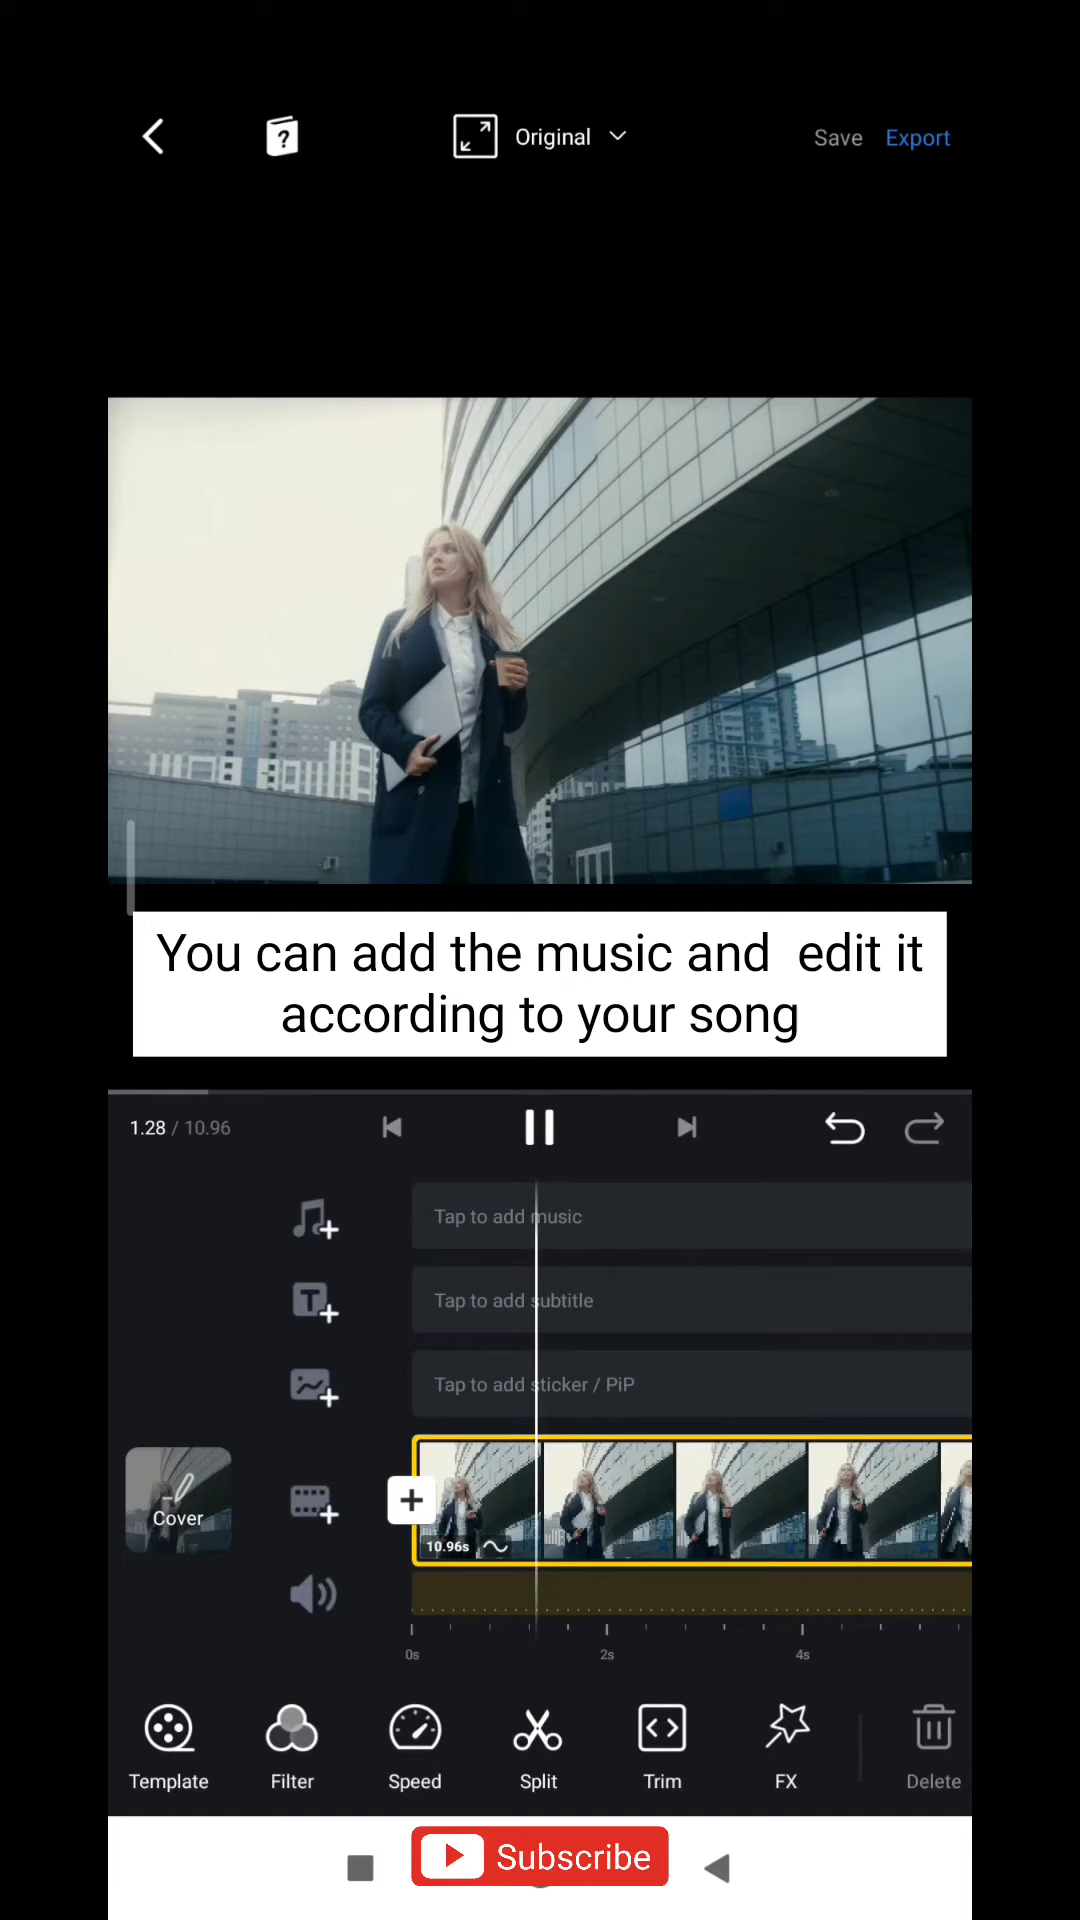 Original
Save Export
You can add the music and  edit it
according to your song
1.28 / 10.96
Tap to add music
T
Tap to add subtitle
Tap to add sticker / PiP
Cover
10.96s
0s 2s 4s
Template Filter Speed Split Trim FX Delete
Subscribe